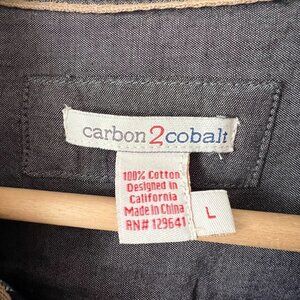 carbon2cobalt
100% Cotton
Designed in
California
Made in China
RN# 129641
L